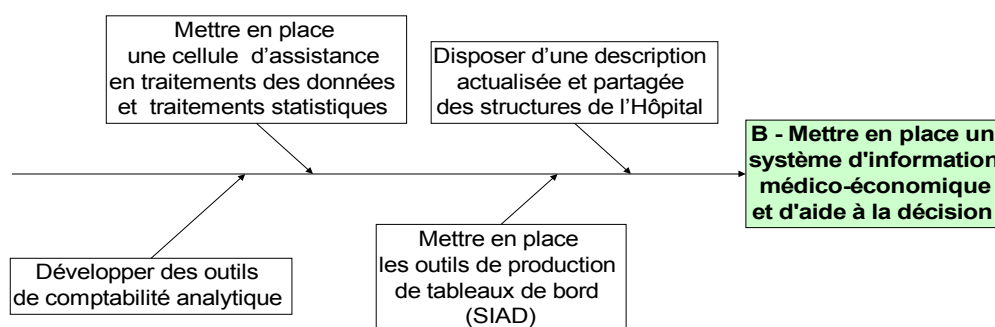 Mettre en place
une cellule d’assistance
en traitements des données
et traitements statistiques
Disposer d’une description
actualisée et partagée
des structures de l’Hôpital
B - Mettre en place un
système d'information
médico-économique
et d'aide à la décision
Développer des outils
de comptabilité analytique
Mettre en place
les outils de production
de tableaux de bord
(SIAD)